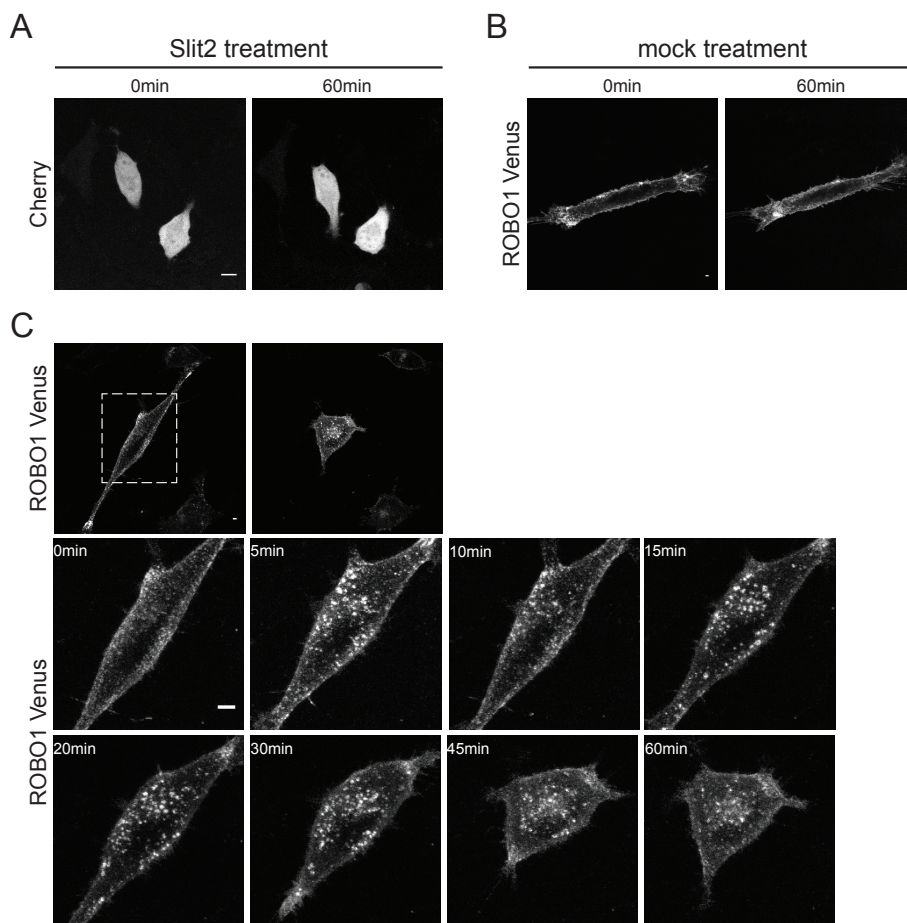 A
Slit2 treatment
0min
60min
Cherry
B
mock treatment
0min
60min
ROBO1 Venus
C
ROBO1 Venus
ROBO1 Venus
0min
5min
10min
15min
20min
30min
45min
60min